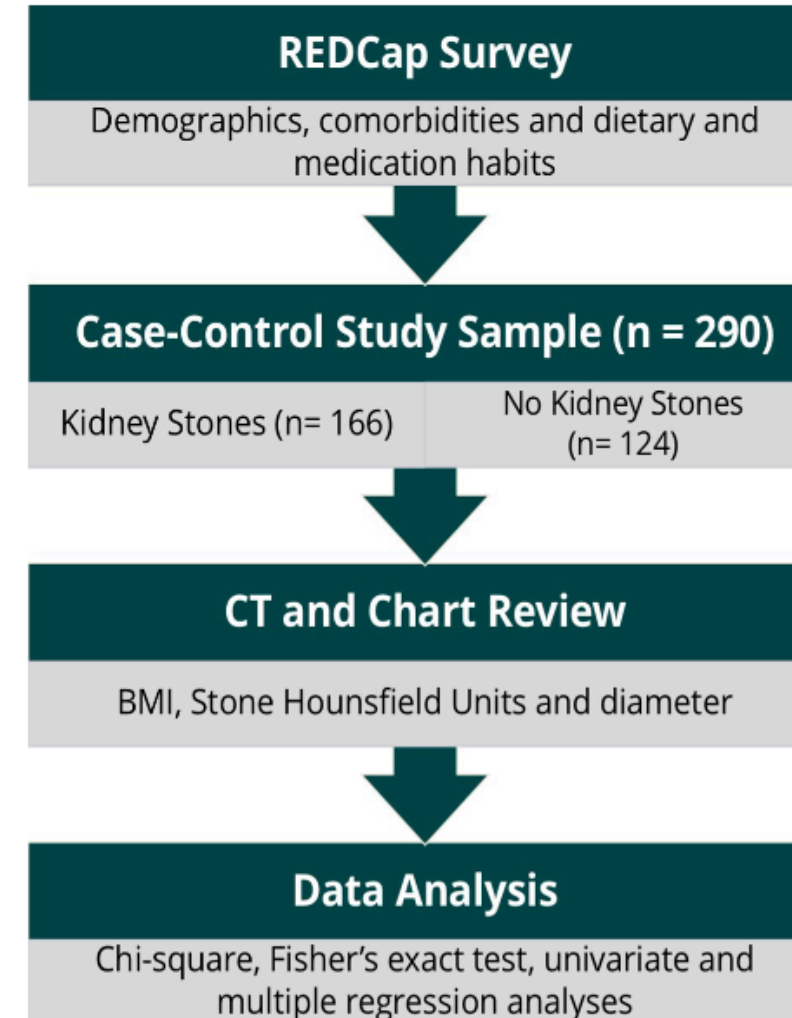 REDCap Survey
Demographics, comorbidities and dietary and
medication habits
Case-Control Study Sample (n = 290)
Kidney Stones (n= 166)
No Kidney Stones
(n= 124)
CT and Chart Review
BMI, Stone Hounsfield Units and diameter
Data Analysis
Chi-square, Fisher’s exact test, univariate and
multiple regression analyses